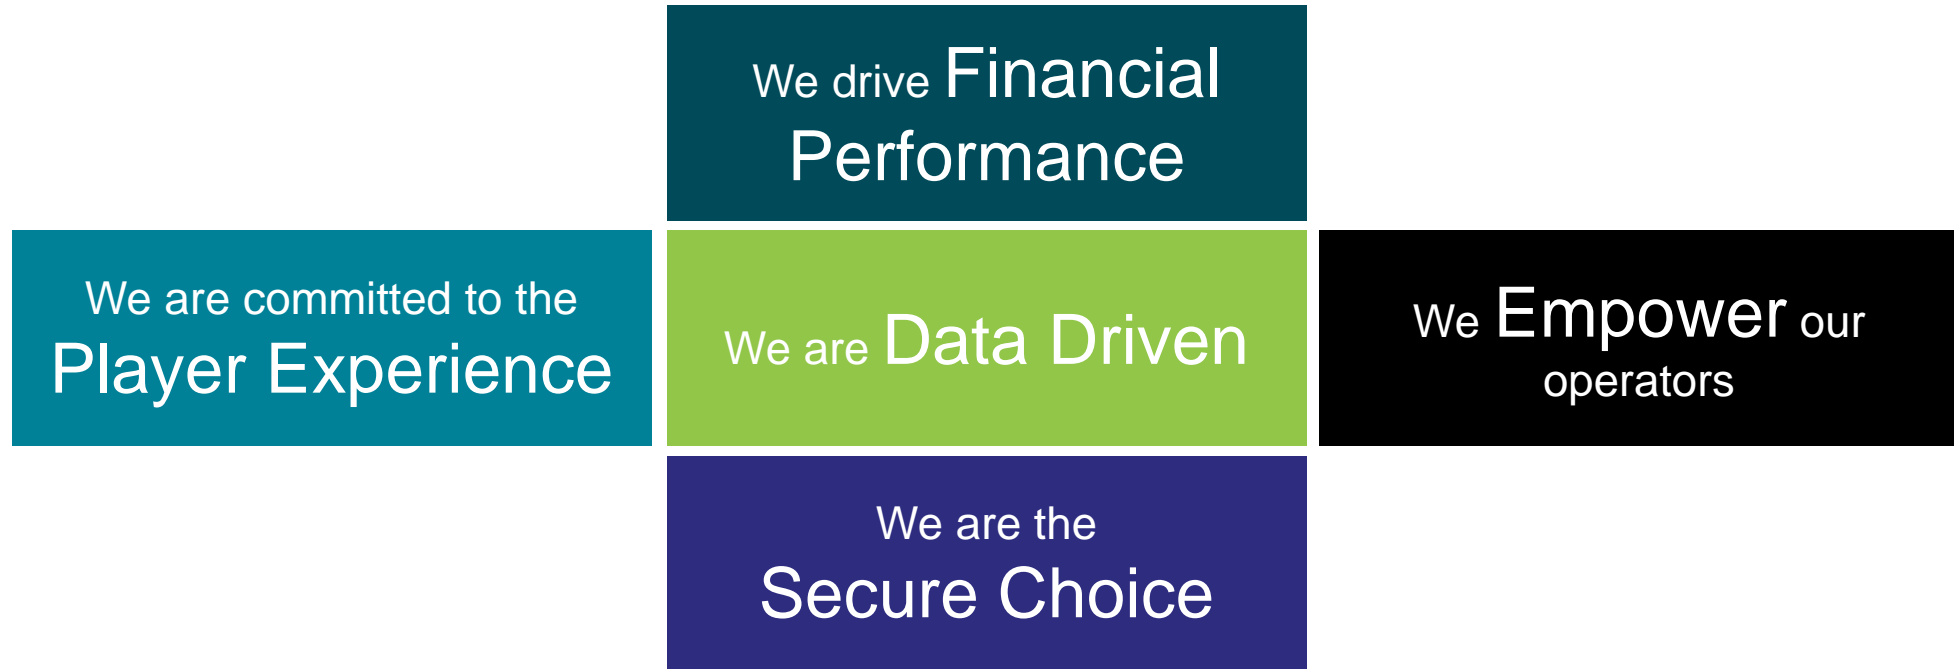 We drive Financial
Performance
We are committed to the
Player Experience
We are Data Driven
We Empower our
operators
We are the
Secure Choice